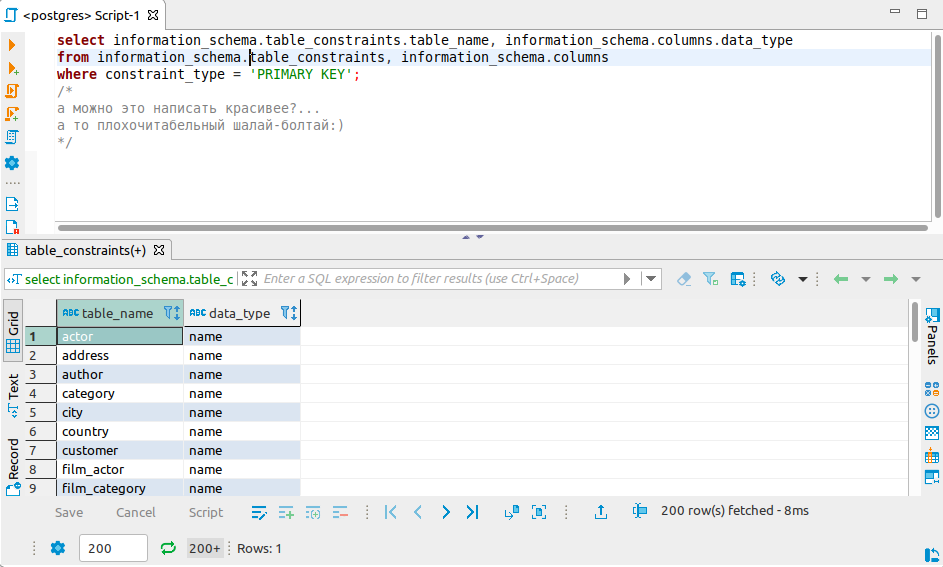 <postgres> Script-1
select information_schema.table_constraints.table_name, information_schema.columns.data_type
from information_schema.table_constraints, information_schema.columns
where constraint_type = 'PRIMARY KEY';
/*
а можно это написать красивее?...
а то плохочитабельный шалай-болтай:)
*/
table_constraints(+)
select information_schema.table_c
Enter a SQL expression to filter results (use Ctrl+Space)
Grid
Text
Record
ABC table_name
ABC data_type
1 actor name
2 address name
3 author name
4 category name
5 city name
6 country name
7 customer name
8 film_actor name
9 film_category name
Panels
Save Cancel Script
200 row(s) fetched - 8ms
200
200+
Rows: 1